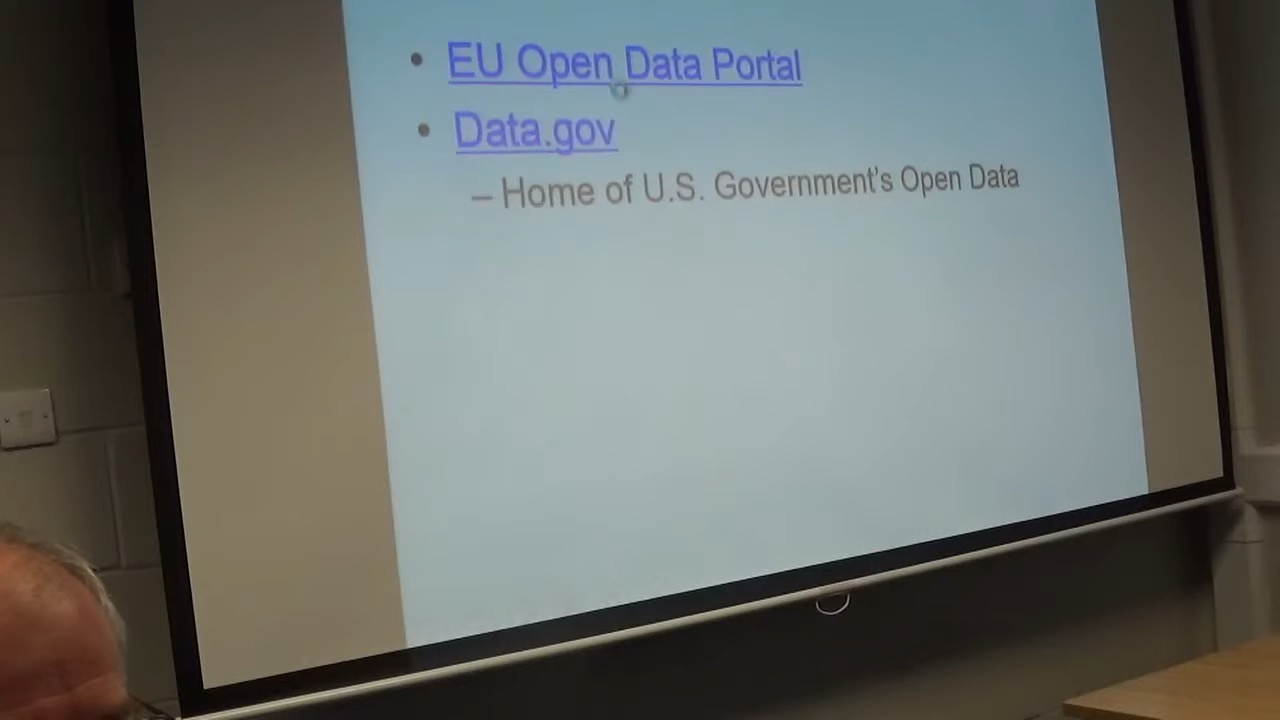 • EU Open Data Portal
• Data.gov
– Home of U.S. Government's Open Data